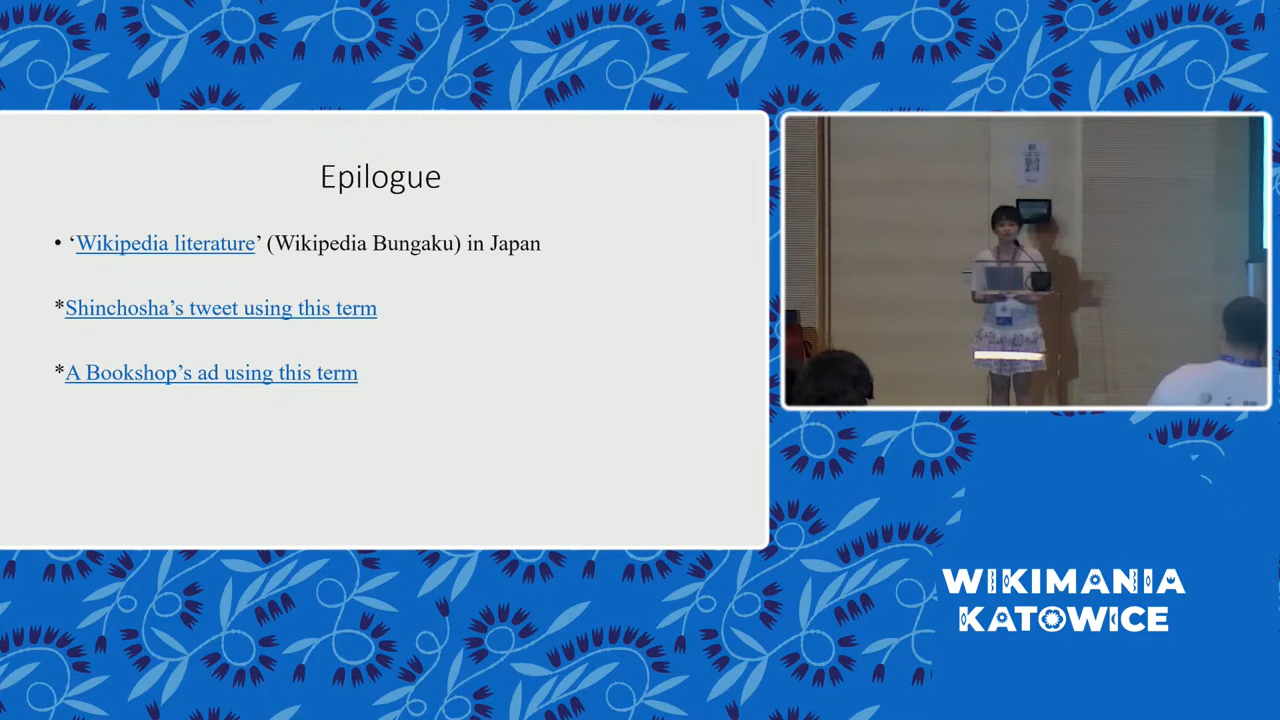 Epilogue
• ‘Wikipedia literature’ (Wikipedia Bungaku) in Japan
*Shinchosha’s tweet using this term
*A Bookshop’s ad using this term
WIKIMANIA
KATOWICE